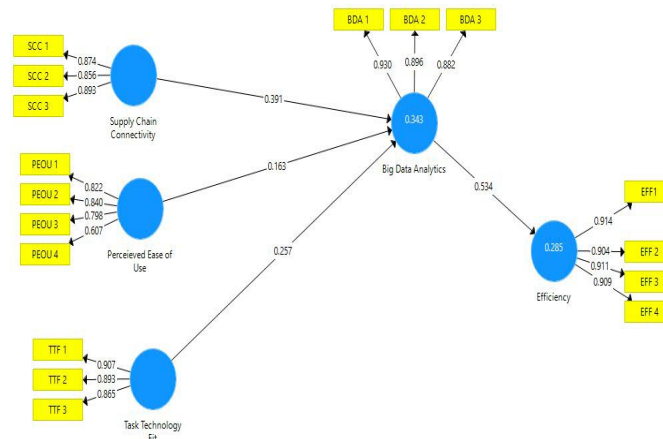 BDA 1
BDA 2
BDA 3
0.930
0.896
0.882
SCC 1
SCC 2
SCC 3
0.874
0.856
0.893
Supply Chain
Connectivity
0.391
0.343
Big Data Analytics
PEOU 1
PEOU 2
PEOU 3
PEOU 4
0.822
0.840
0.798
0.607
Perceieved Ease of
Use
0.163
0.534
0.257
EFF1
EFF 2
EFF 3
EFF 4
0.914
0.904
0.911
0.909
0.285
Efficiency
TTF 1
TTF 2
TTF 3
0.907
0.893
0.865
Task Technology
Fit